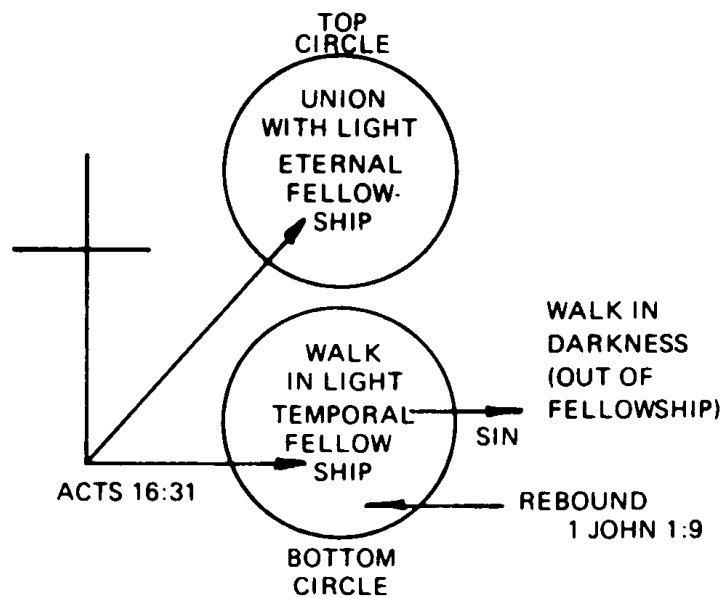 TOP
CIRCLE
UNION
WITH LIGHT
ETERNAL
FELLOW-
SHIP
WALK
IN LIGHT
TEMPORAL
FELLOW
SHIP
SIN
WALK IN
DARKNESS
(OUT OF
FELLOWSHIP)
ACTS 16:31
REBOUND
1 JOHN 1:9
BOTTOM
CIRCLE